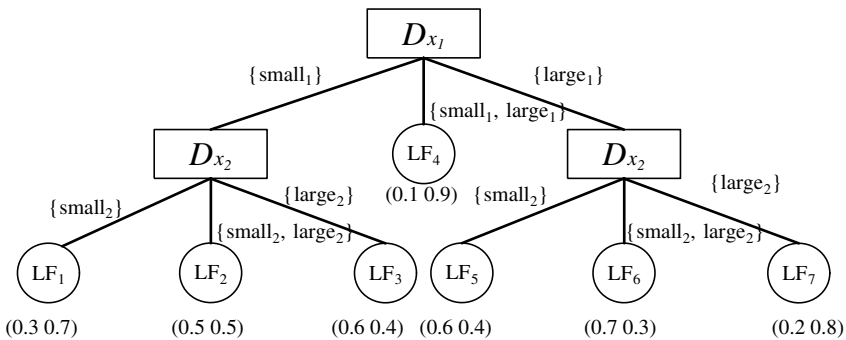 Dx1
{small1} {large1}
{small1, large1}
Dx2 LF4 Dx2
(0.1 0.9)
{small2} {large2} {small2} {large2}
{small2, large2} {small2, large2}
LF1 LF2 LF3 LF5 LF6 LF7
(0.3 0.7) (0.5 0.5) (0.6 0.4) (0.6 0.4) (0.7 0.3) (0.2 0.8)